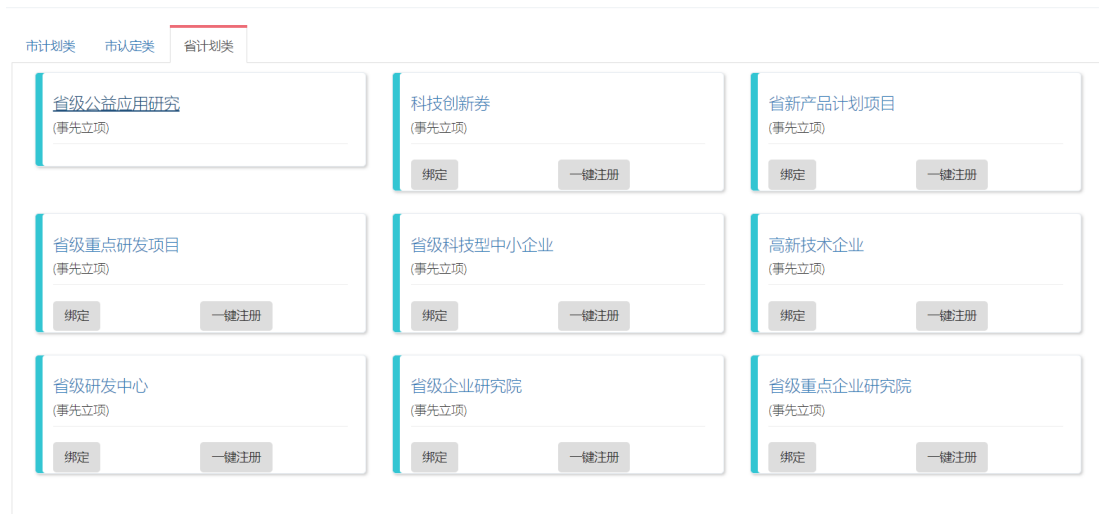 市计划类 市认定类 省计划类
省级公益应用研究 科技创新券 省新产品计划项目
(事先立项) (事先立项) (事先立项)
绑定 一键注册 绑定 一键注册
省级重点研发项目 省级科技型中小企业 高新技术企业
(事先立项) (事先立项) (事先立项)
绑定 一键注册 绑定 一键注册 绑定 一键注册
省级研发中心 省级企业研究院 省级重点企业研究院
(事先立项) (事先立项) (事先立项)
绑定 一键注册 绑定 一键注册 绑定 一键注册